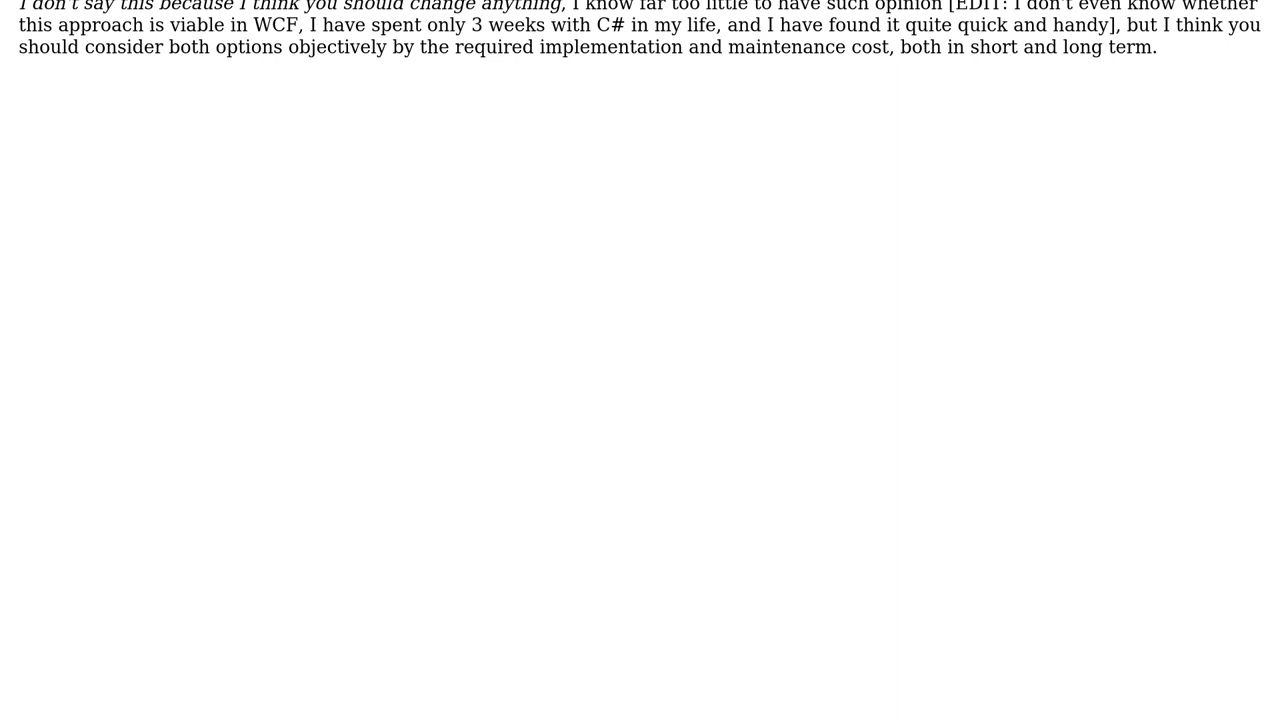 I don't say this because I think you should change anything, I know far too little to have such opinion [EDIT: I don't even know whether
this approach is viable in WCF, I have spent only 3 weeks with C# in my life, and I have found it quite quick and handy], but I think you
should consider both options objectively by the required implementation and maintenance cost, both in short and long term.